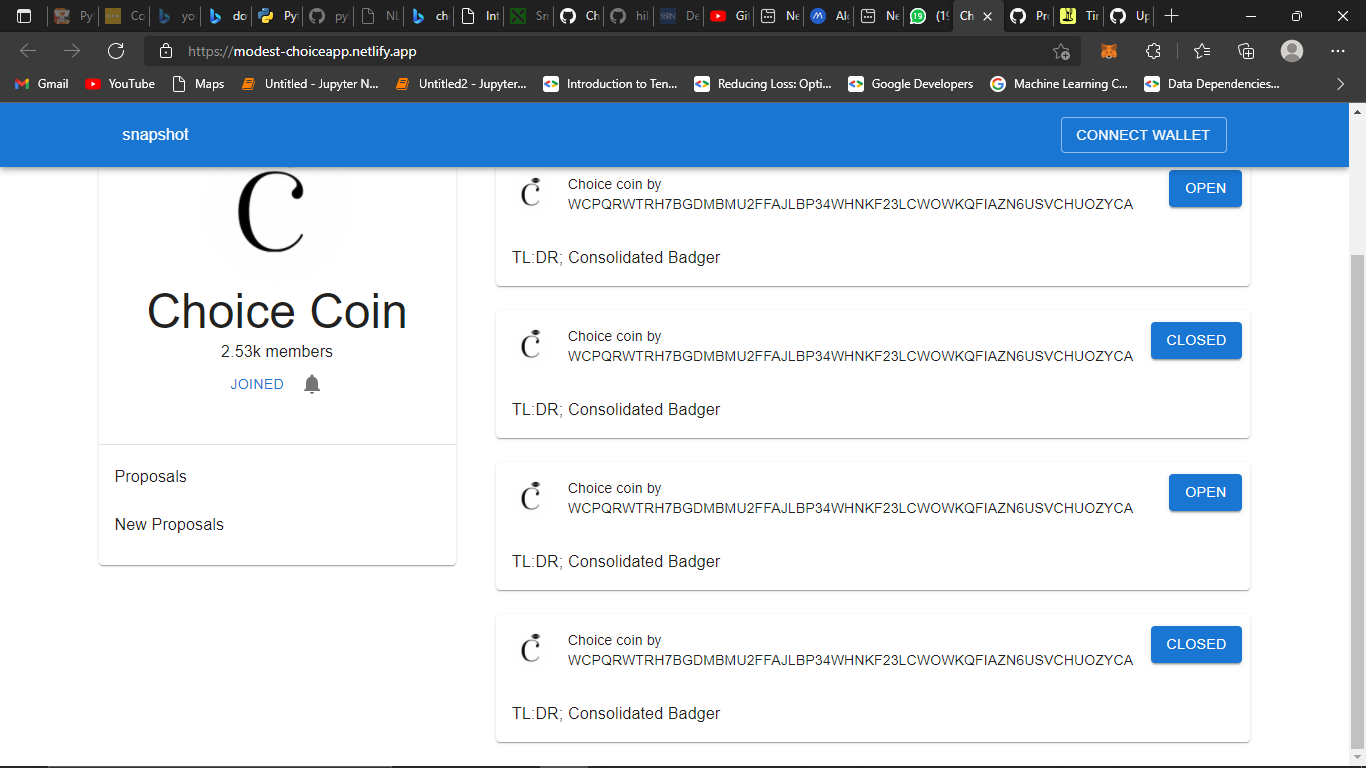 Py
Co
yo
do
Py
py
NL
ch
Int
Sn
Ch
hil
De
Gi
Ne
Alg
Ne
(19
Ch
Pr
Tir
Up
https://modest-choiceapp.netlify.app
Gmail
YouTube
Maps
Untitled - Jupyter N...
Untitled2 - Jupyter...
Introduction to Ten...
Reducing Loss: Opti...
Google Developers
Machine Learning C...
Data Dependencies...
snapshot
CONNECT WALLET
Choice Coin
2.53k members
JOINED
Proposals
New Proposals
Choice coin by
WCPQRWTRH7BGDMBMU2FFAJLBP34WHNKF23LCWOWKQFIAZN6USVCHUOZYCA
OPEN
TL:DR; Consolidated Badger
Choice coin by
WCPQRWTRH7BGDMBMU2FFAJLBP34WHNKF23LCWOWKQFIAZN6USVCHUOZYCA
CLOSED
TL:DR; Consolidated Badger
Choice coin by
WCPQRWTRH7BGDMBMU2FFAJLBP34WHNKF23LCWOWKQFIAZN6USVCHUOZYCA
OPEN
TL:DR; Consolidated Badger
Choice coin by
WCPQRWTRH7BGDMBMU2FFAJLBP34WHNKF23LCWOWKQFIAZN6USVCHUOZYCA
CLOSED
TL:DR; Consolidated Badger